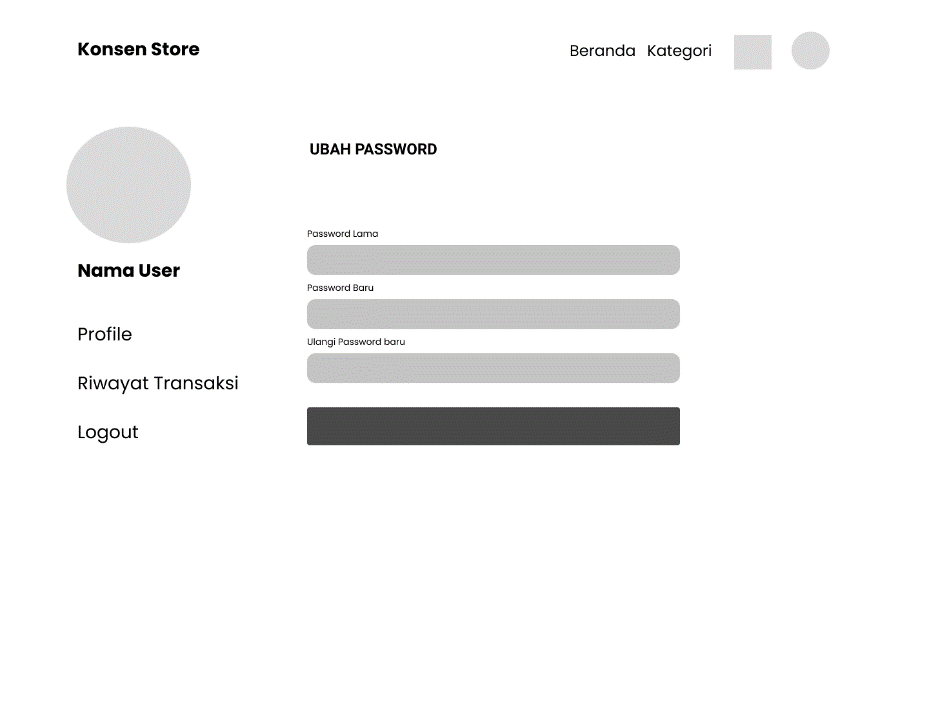 Konsen Store
Beranda Kategori
UBAH PASSWORD
Nama User
Profile
Riwayat Transaksi
Logout
Password Lama
Password Baru
Ulangi Password baru